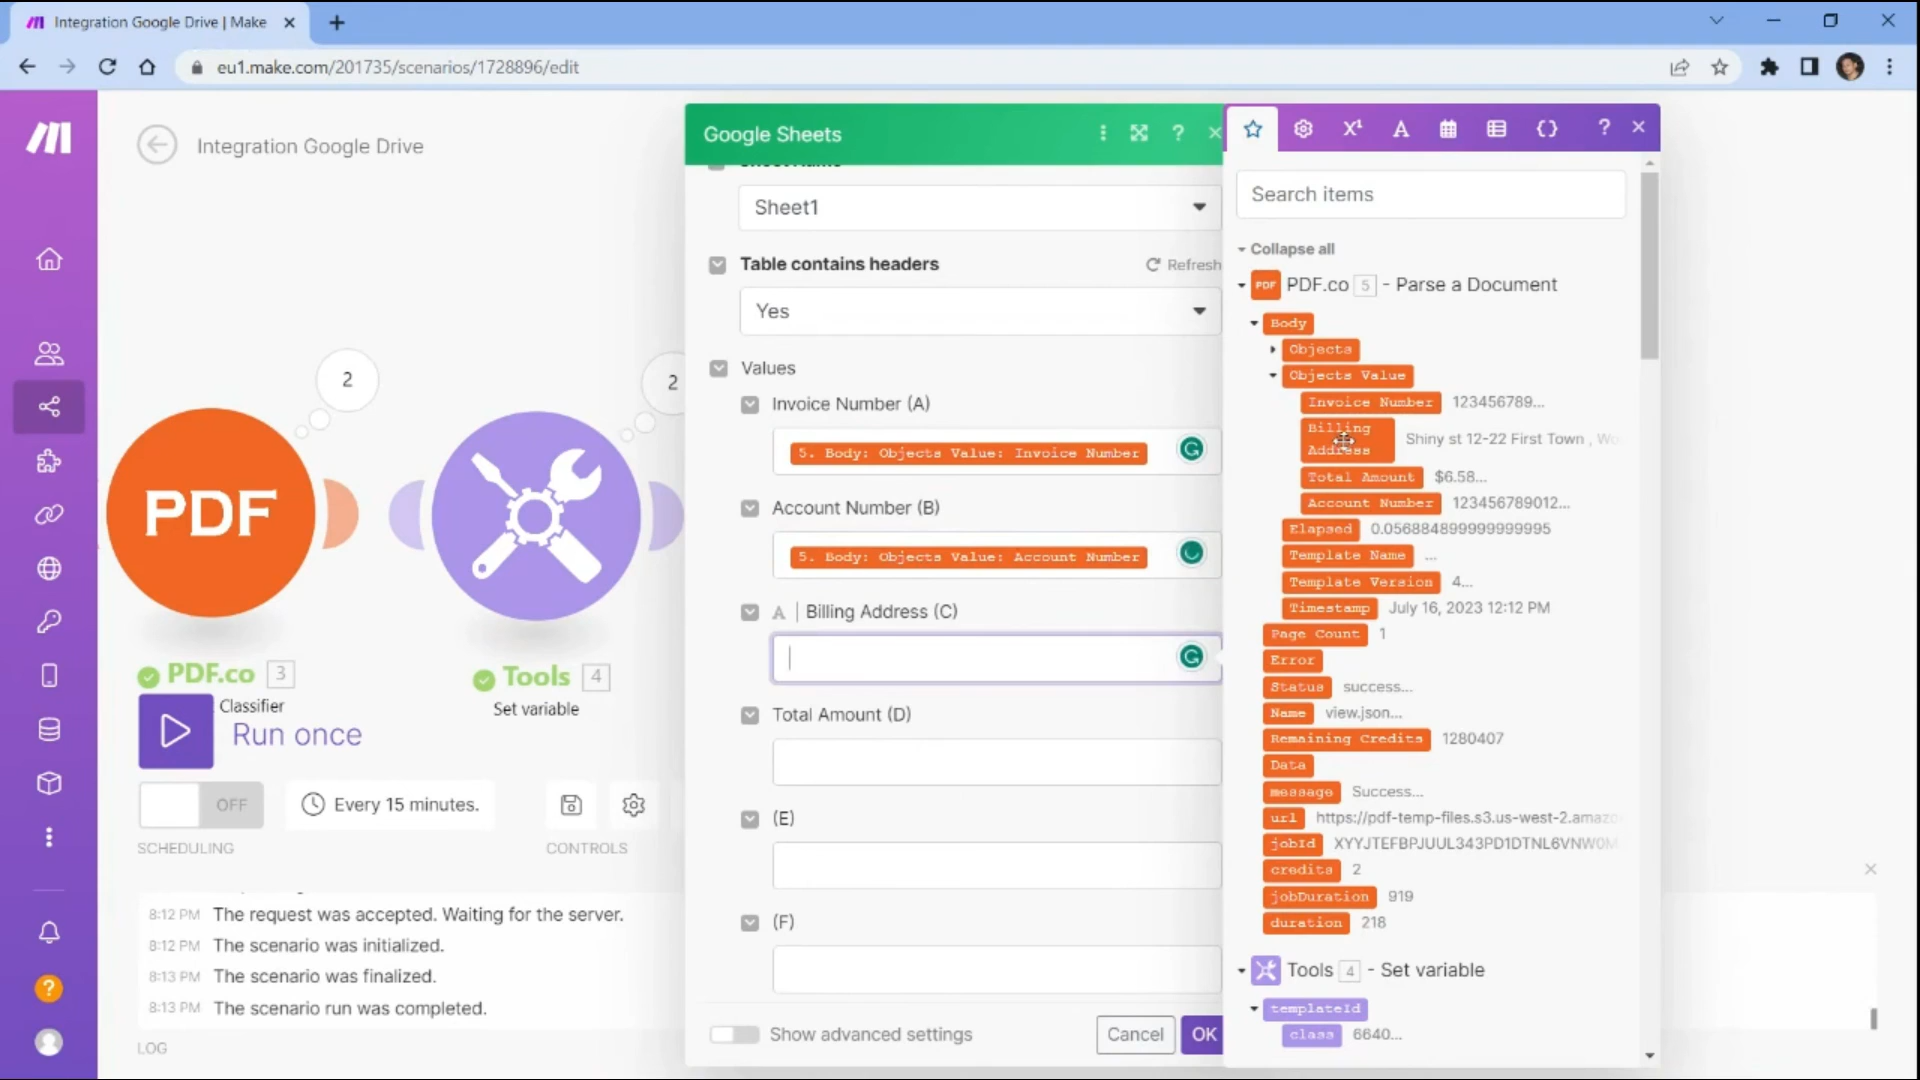 Integration Google Drive | Make
eu1.make.com/201735/scenarios/1728896/edit
Integration Google Drive
2
2
PDF
PDF.co 3
Classifier
Tools 4
Set variable
Run once
OFF
Every 15 minutes.
SCHEDULING
CONTROLS
8:12 PM The request was accepted. Waiting for the server.
8:12 PM The scenario was initialized.
8:13 PM The scenario was finalized.
8:13 PM The scenario run was completed.
LOG
Google Sheets
Sheet Name
Sheet1
Table contains headers
Refresh
Yes
Values
Invoice Number (A)
5. Body: Objects Value: Invoice Number
Account Number (B)
5. Body: Objects Value: Account Number
A | Billing Address (C)
Total Amount (D)
(E)
(F)
Show advanced settings
Cancel
OK
Search items
Collapse all
PDF PDF.co 5 - Parse a Document
Body
Objects
Objects Value
Invoice Number 123456789...
Billing Address Shiny st 12-22 First Town , Wo
Total Amount $6.58...
Account Number 123456789012...
Elapsed 0.056884899999999995
Template Name ...
Template Version 4...
Timestamp July 16, 2023 12:12 PM
Page Count 1
Error
Status success...
Name view.json...
Remaining Credits 1280407
Data
message Success...
url https://pdf-temp-files.s3.us-west-2.amazo
jobId XYYJTEFBPJUUL343PD1DTNL6VNW0M
credits 2
jobDuration 919
duration 218
Tools 4 - Set variable
templateId
class 6640...